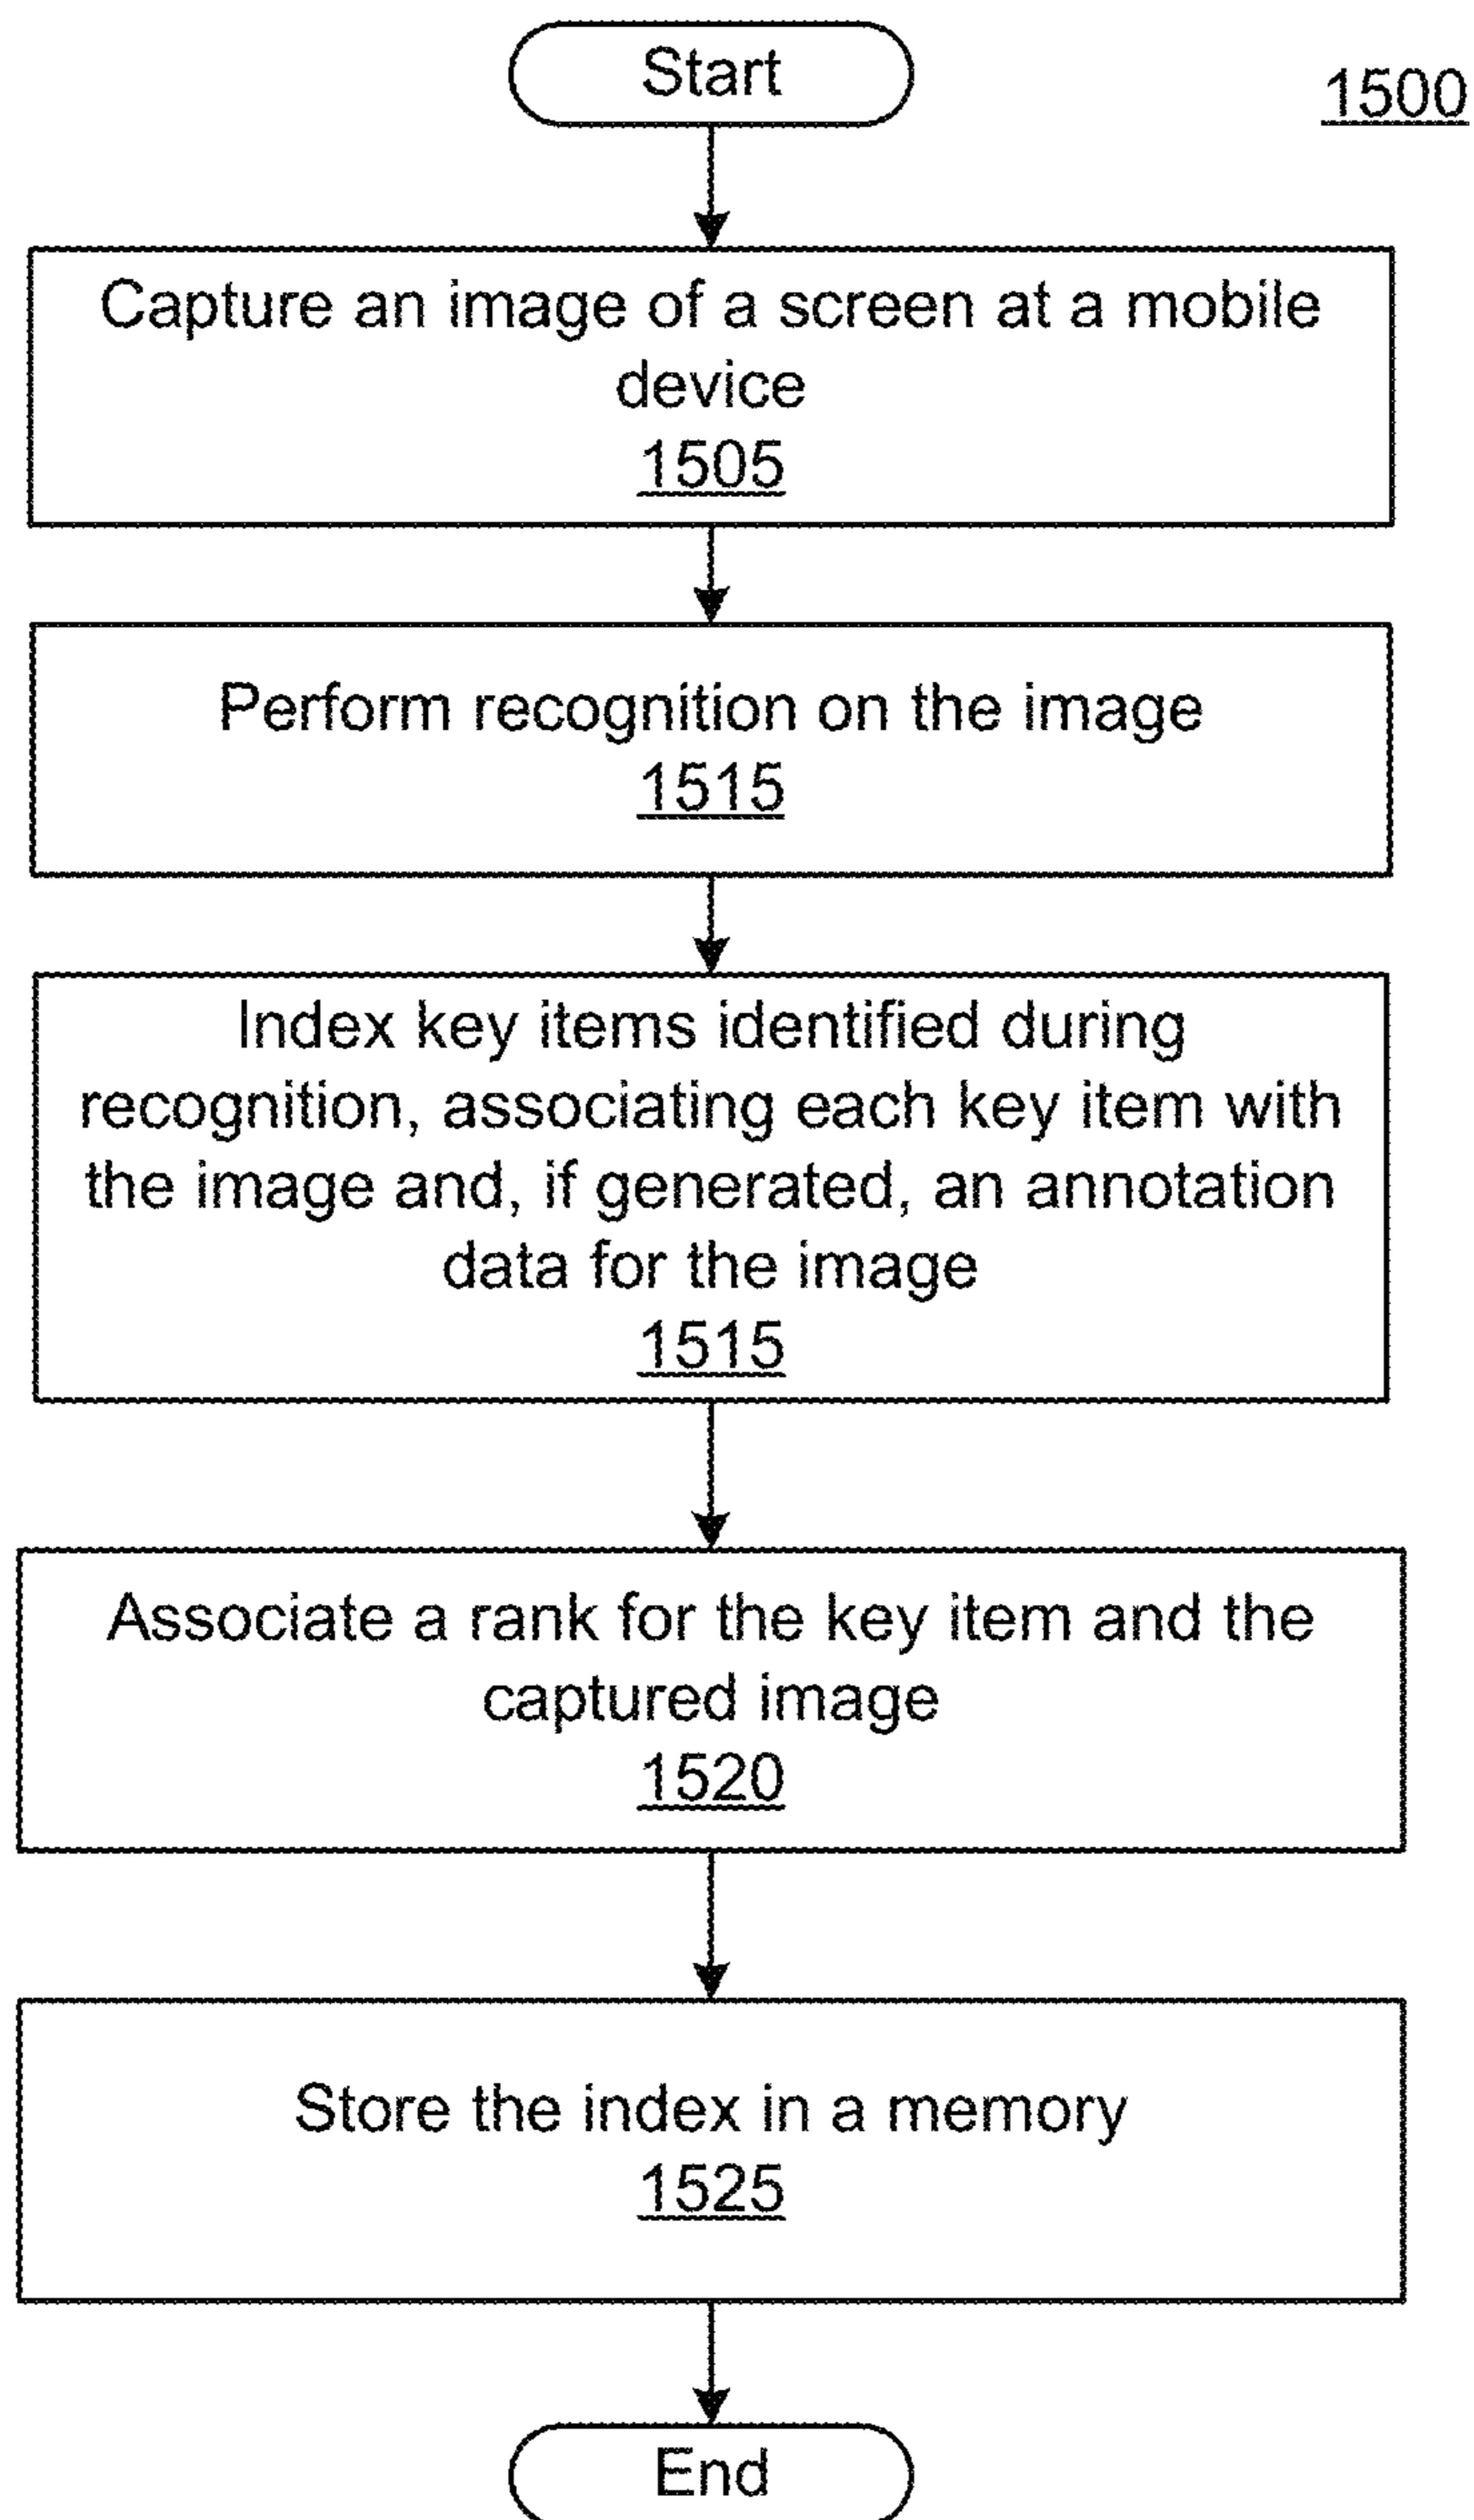 Start
1500
Capture an image of a screen at a mobile
device
1505
Perform recognition on the image
1515
Index key items identified during
recognition, associating each key item with
the image and, if generated, an annotation
data for the image
1515
Associate a rank for the key item and the
captured image
1520
Store the index in a memory
1525
End